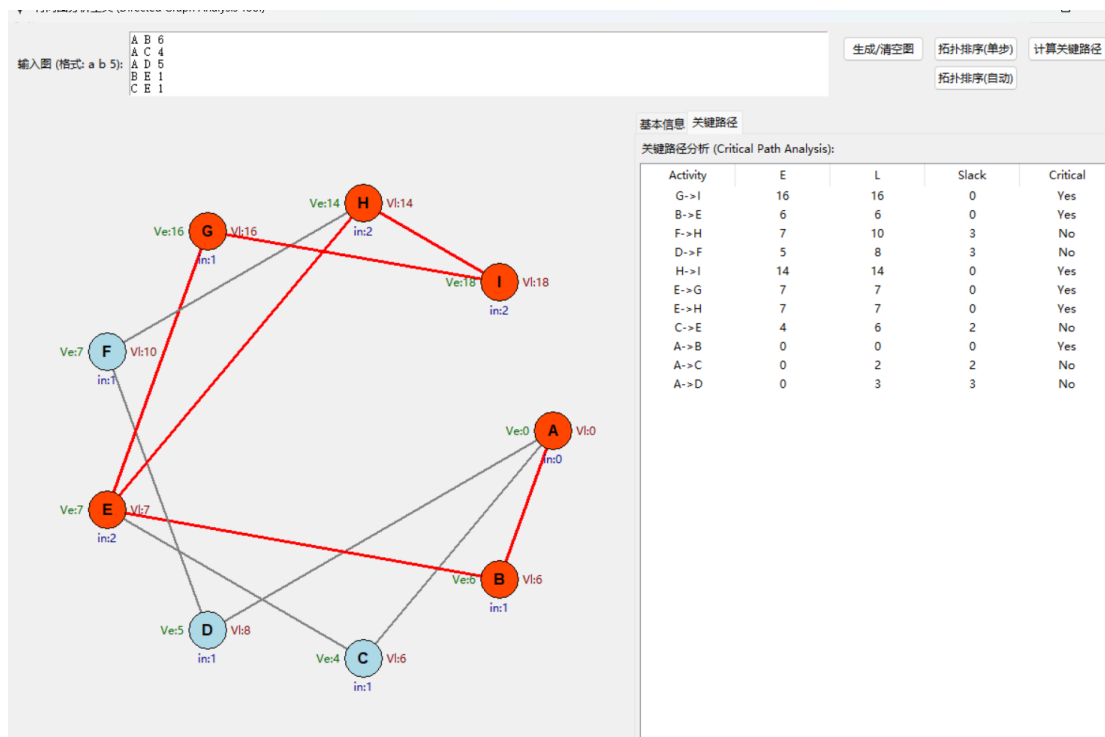 (Directed Graph Analysis Tool)
输入图 (格式: a b 5):
A B 6
A C 4
A D 5
B E 1
C E 1
生成/清空图
拓扑排序(单步)
计算关键路径
拓扑排序(自动)
基本信息
关键路径
关键路径分析 (Critical Path Analysis):
Activity E L Slack Critical
G->I 16 16 0 Yes
B->E 6 6 0 Yes
F->H 7 10 3 No
D->F 5 8 3 No
H->I 14 14 0 Yes
E->G 7 7 0 Yes
E->H 7 7 0 Yes
C->E 4 6 2 No
A->B 0 0 0 Yes
A->C 0 2 2 No
A->D 0 3 3 No
Ve:14 H Vl:14
in:2
Ve:16 G Vl:16
in:1
Ve:18 I Vl:18
in:2
Ve:7 F Vl:10
in:1
Ve:0 A Vl:0
in:0
Ve:7 E Vl:7
in:2
Ve:6 B Vl:6
in:1
Ve:5 D Vl:8
in:1
Ve:4 C Vl:6
in:1